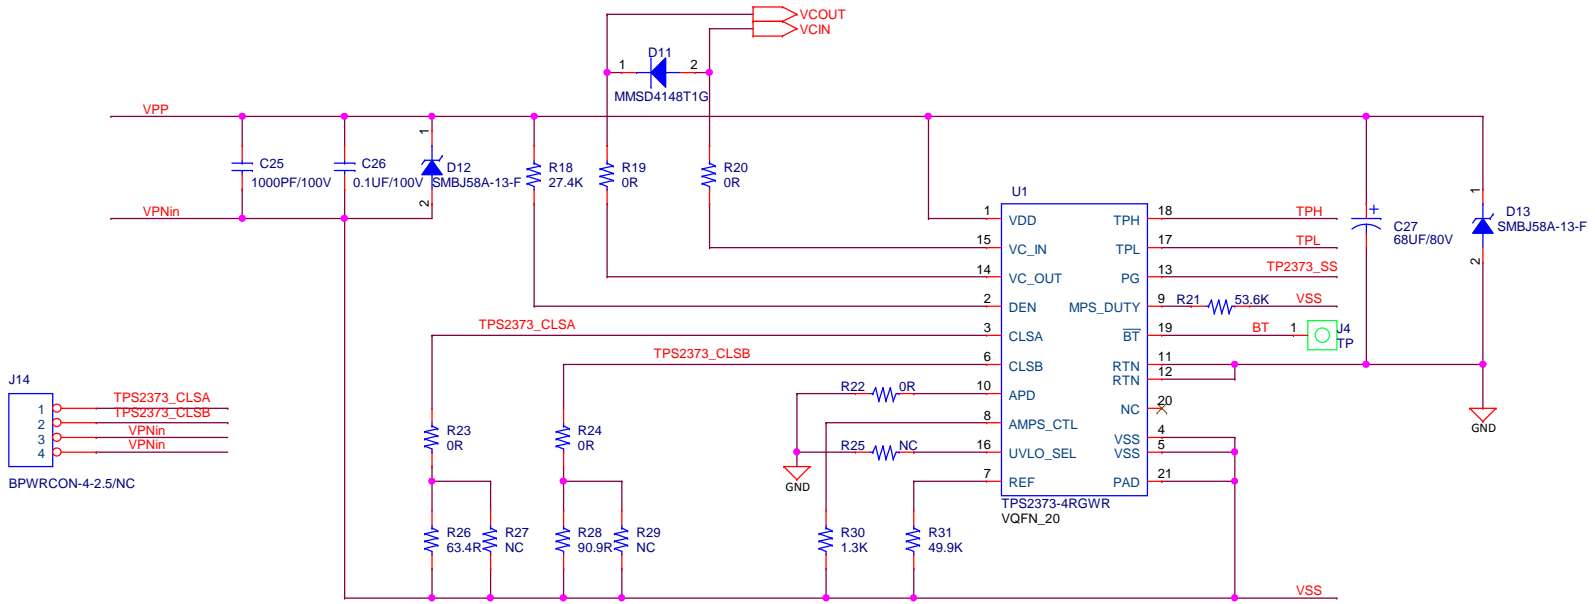 VCOUT
VCIN
D11
1
2
MMSD4148T1G
VPP
1
C25
1000PF/100V
C26
0.1UF/100V
D12
SMBJ58A-13-F
2
R18
27.4K
R19
0R
R20
0R
VPNin
U1
1
VDD
15
VC_IN
14
VC_OUT
2
DEN
3
CLSA
6
CLSB
10
APD
8
AMPS_CTL
16
UVLO_SEL
7
REF
TPH
18
TPH
TPL
17
TPL
PG
13
TP2373_SS
MPS_DUTY
9
R21
53.6K
VSS
BT
19
BT
1
J4
TP
RTN
11
RTN
12
NC
20
VSS
4
VSS
5
PAD
21
TPS2373-4RGWR
VQFN_20
+
C27
68UF/80V
1
D13
SMBJ58A-13-F
2
GND
TPS2373_CLSA
TPS2373_CLSB
R22
0R
R25
NC
GND
J14
1
TPS2373_CLSA
2
TPS2373_CLSB
3
VPNin
4
VPNin
BPWRCON-4-2.5/NC
R23
0R
R24
0R
R26
63.4R
R27
NC
R28
90.9R
R29
NC
R30
1.3K
R31
49.9K
VSS